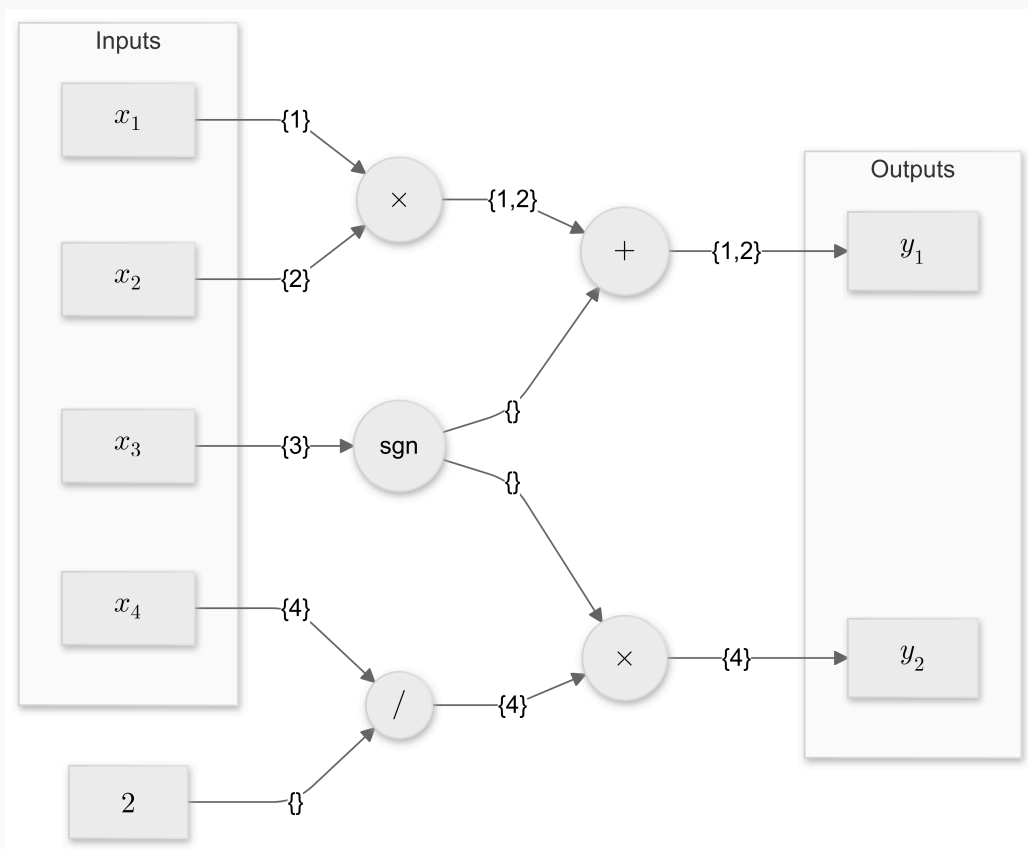 Inputs
x₁
{1}
×
{1,2}
Outputs
+
{1,2}
y₁
x₂
{2}
{}
x₃
{3}
sgn
{}
x₄
{4}
×
{4}
y₂
/
{4}
2
{}